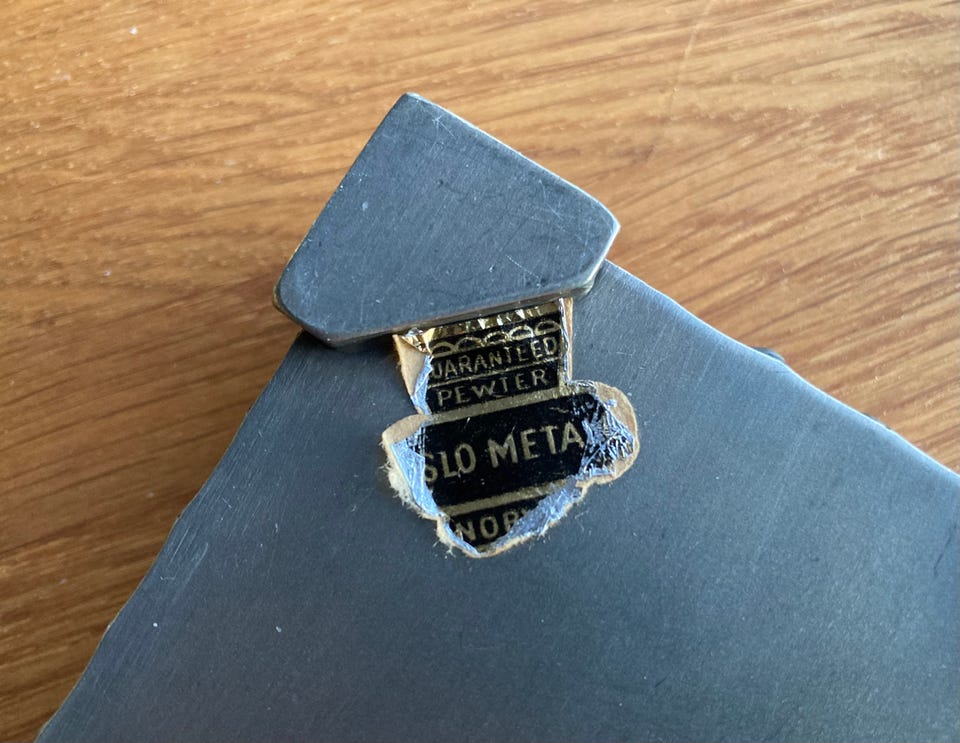 UARANTEED
PEWTER
SLO META
NOR